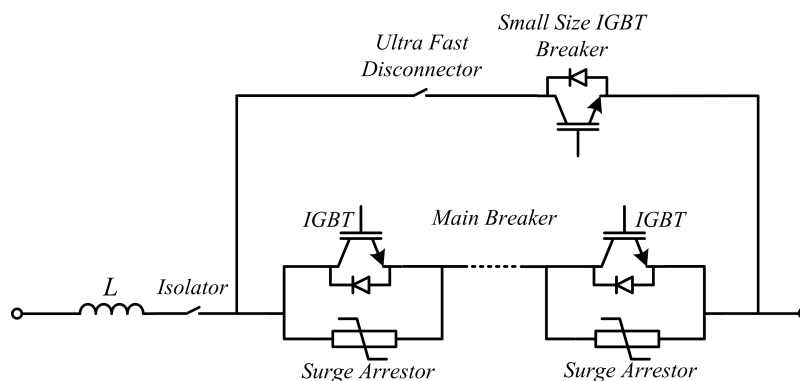 Small Size IGBT
Breaker
Ultra Fast
Disconnector
IGBT
Main Breaker
IGBT
L
Isolator
Surge Arrestor
Surge Arrestor